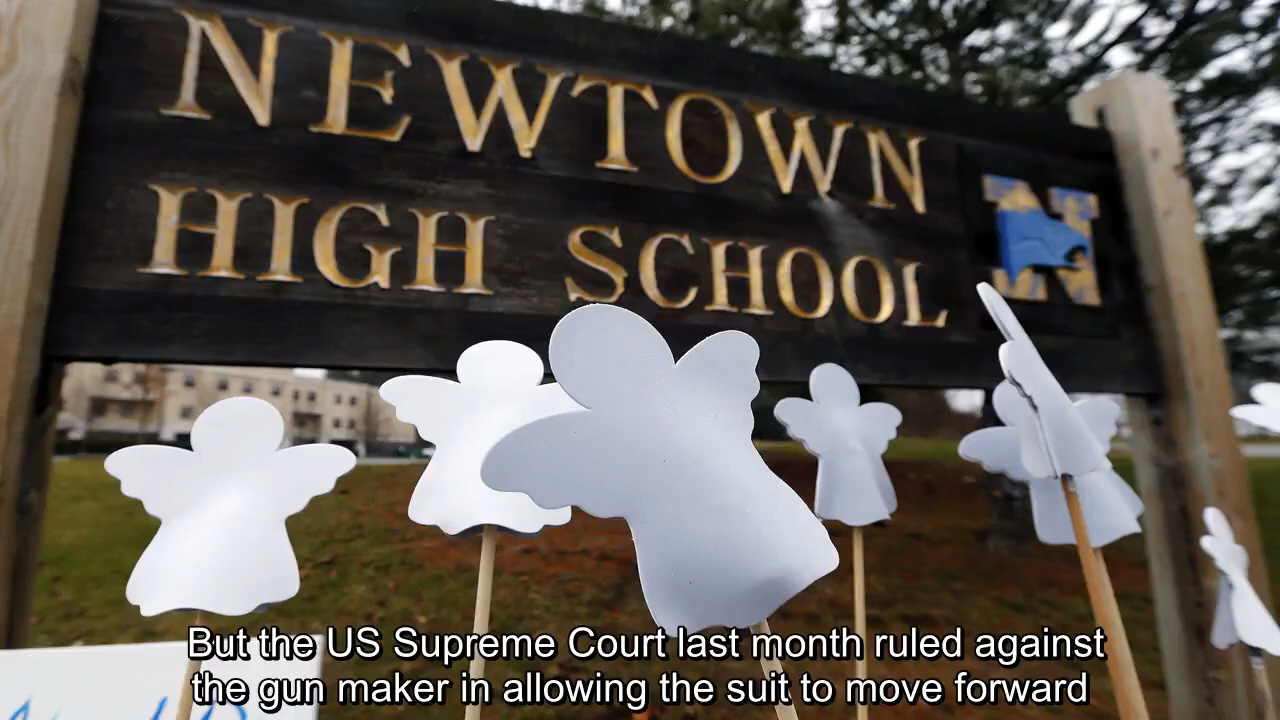 NEWTOWN
HIGH SCHOOL
N
But the US Supreme Court last month ruled against
the gun maker in allowing the suit to move forward